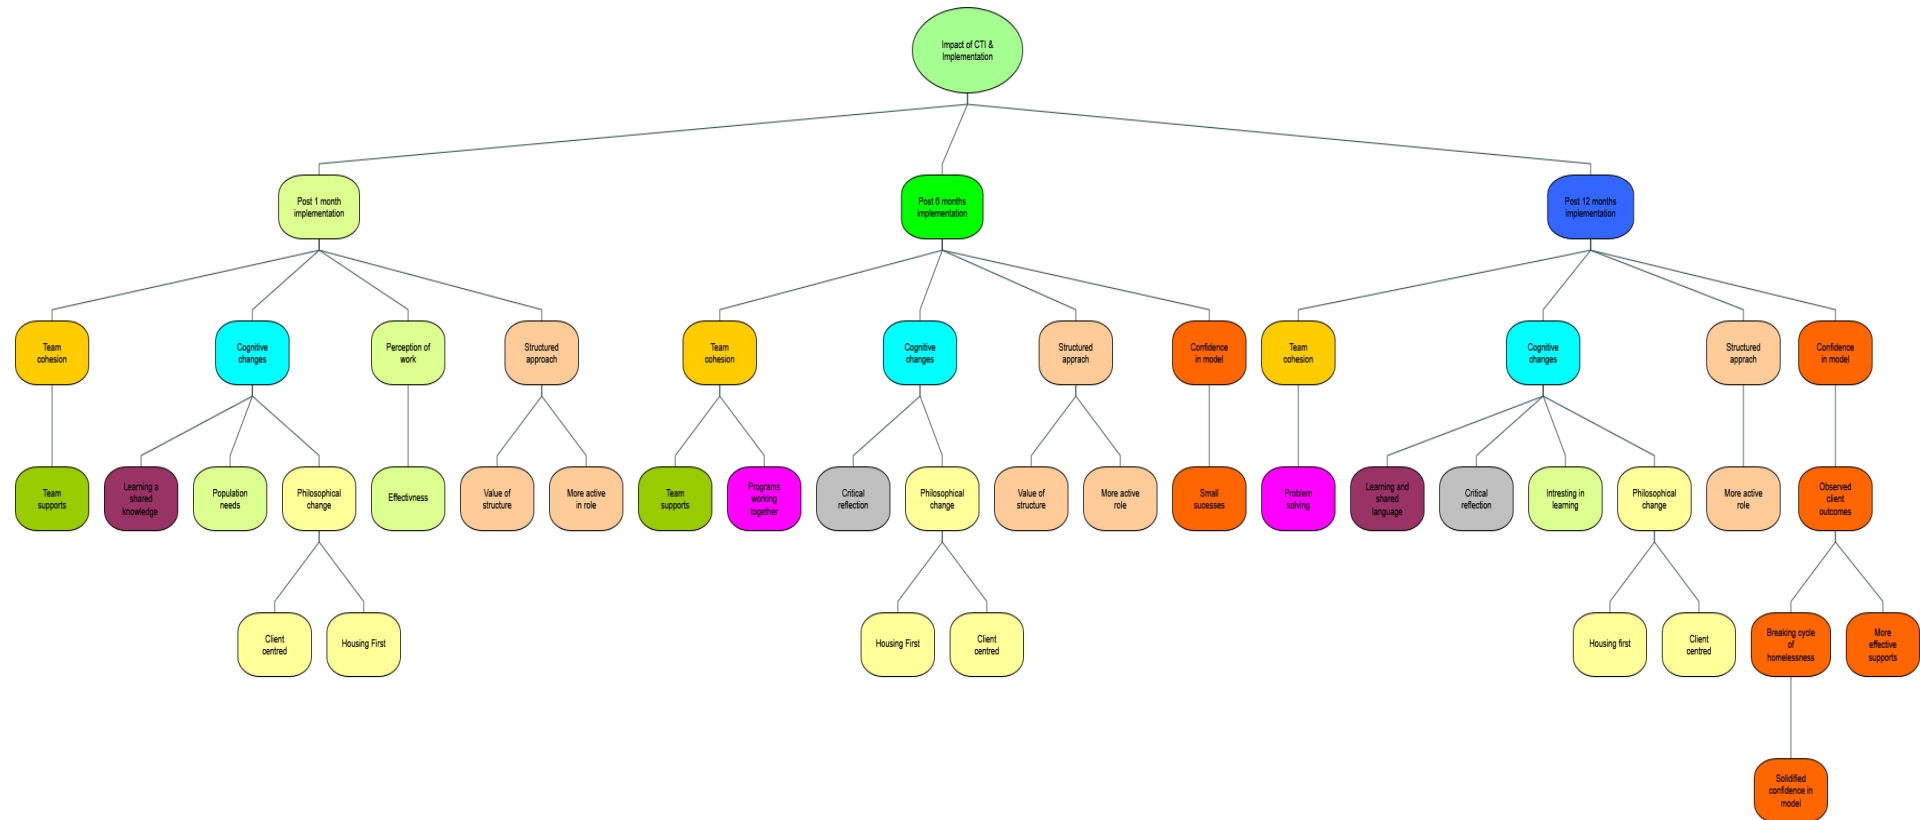 Impact of CTI &
Implementation
Post 1 month
implementation
Post 6 months
implementation
Post 12 months
implementation
Team
cohesion
Cognitive
changes
Perception of
work
Structured
approach
Team
cohesion
Cognitive
changes
Structured
apprach
Confidence
in model
Team
cohesion
Cognitive
changes
Structured
apprach
Confidence
in model
Team
supports
Learning a
shared
knowledge
Population
needs
Philosophical
change
Effectivness
Value of
structure
More active
in role
Team
supports
Programs
working
together
Critical
reflection
Philosophical
change
Value of
structure
More active
role
Small
sucesses
Problem
solving
Learning and
shared
language
Critical
reflection
Intresting in
learning
Philosophical
change
More active
role
Observed
client
outcomes
Client
centred
Housing First
Housing First
Client
centred
Housing first
Client
centred
Breaking cycle
of
homelessness
More
effective
supports
Solidified
confidence in
model